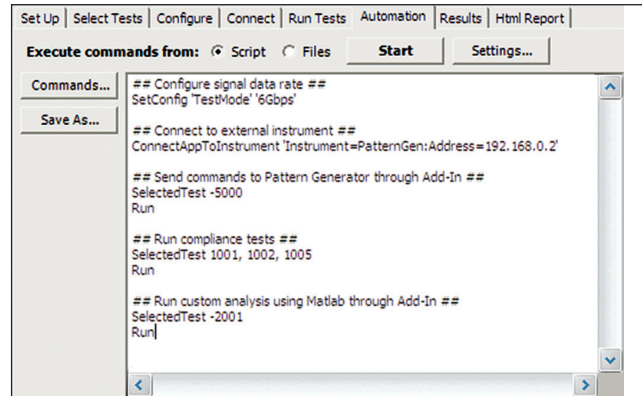 Set Up Select Tests Configure Connect Run Tests Automation Results Html Report
Execute commands from: Script Files Start Settings...
Commands...
Save As...
## Configure signal data rate ##
SetConfig 'TestMode' '6Gbps'
## Connect to external instrument ##
ConnectAppToInstrument 'Instrument=PatternGen:Address=192.168.0.2'
## Send commands to Pattern Generator through Add-In ##
SelectedTest -5000
Run
## Run compliance tests ##
SelectedTest 1001, 1002, 1005
Run
## Run custom analysis using Matlab through Add-In ##
SelectedTest -2001
Run